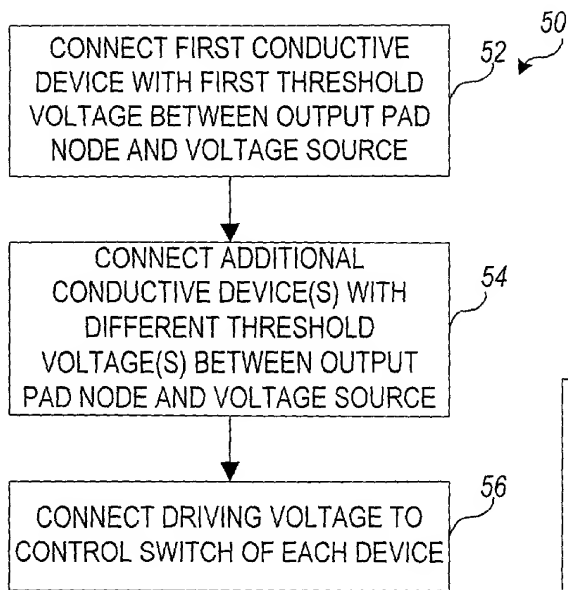 50
CONNECT FIRST CONDUCTIVE
DEVICE WITH FIRST THRESHOLD
VOLTAGE BETWEEN OUTPUT PAD
NODE AND VOLTAGE SOURCE
52
CONNECT ADDITIONAL
CONDUCTIVE DEVICE(S) WITH
DIFFERENT THRESHOLD
VOLTAGE(S) BETWEEN OUTPUT
PAD NODE AND VOLTAGE SOURCE
54
CONNECT DRIVING VOLTAGE TO
CONTROL SWITCH OF EACH DEVICE
56